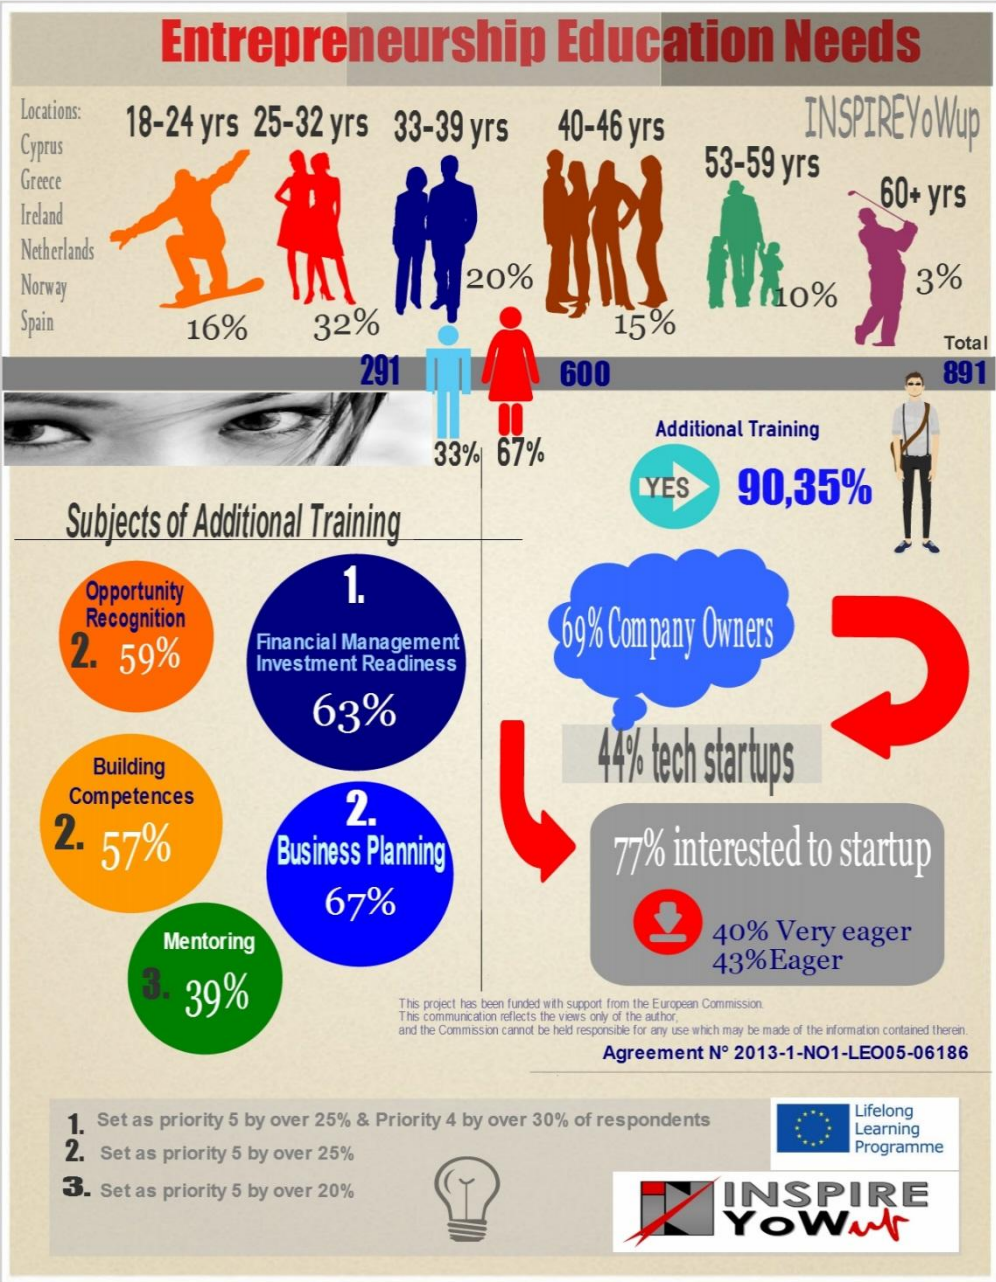 Entrepreneurship Education Needs
Locations:
Cyprus
Greece
Ireland
Netherlands
Norway
Spain
18-24 yrs
25-32 yrs
33-39 yrs
40-46 yrs
INSPIREYoWup
53-59 yrs
60+ yrs
16%
32%
20%
15%
10%
3%
Total
291
600
891
33%
67%
Additional Training
YES
90,35%
Subjects of Additional Training
Opportunity
Recognition
2. 59%
1.
Financial Management
Investment Readiness
63%
Building
Competences
2. 57%
2.
Business Planning
67%
Mentoring
3. 39%
69% Company Owners
44% tech startups
77% interested to startup
40% Very eager
43%Eager
This project has been funded with support from the European Commission.
This communication reflects the views only of the author,
and the Commission cannot be held responsible for any use which may be made of the information contained therein.
Agreement N° 2013-1-NO1-LEO05-06186
1. Set as priority 5 by over 25% & Priority 4 by over 30% of respondents
2. Set as priority 5 by over 25%
3. Set as priority 5 by over 20%
Lifelong
Learning
Programme
INSPIRE
YoWup